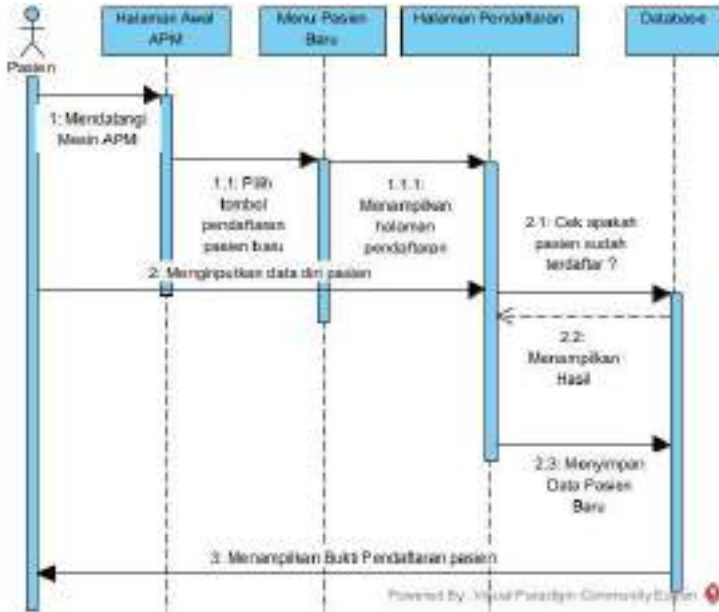 Halaman Awal
APM
Menu Pasien
Baru
Halaman Pendaftaran
Database
Pasien
1: Mendatangi
Mesin APM
1.1: Pilih
tombol
pendaftaran
pasien baru
1.1.1:
Menampilkan
halaman
pendaftaran
2.1: Cek apakah
pasien sudah
terdaftar ?
2: Menginputkan data diri pasien
2.2:
Menampilkan
Hasil
2.3: Menyimpan
Data Pasien
Baru
3: Menampilkan Bukti Pendaftaran pasien
Powered By Visual Paradigm Community Edition